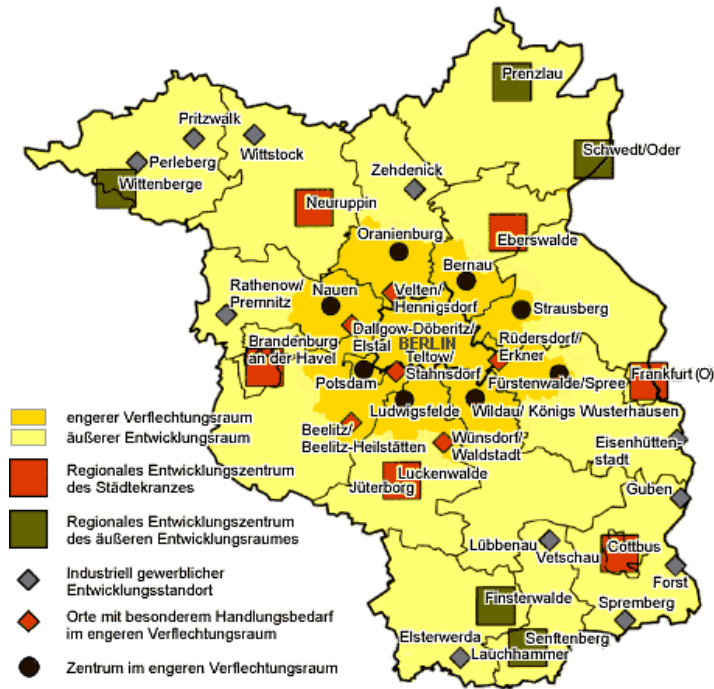 Prenzlau
Pritzwalk
Wittstock
Schwedt/Oder
Perleberg
Zehdenick
Wittenberge
Neuruppin
Oranienburg
Eberswalde
Bernau
Rathenow/
Premnitz
Nauen
Velten/
Hennigsdorf
Strausberg
Dallgow-Döberitz/
Elstal
Brandenburg
an der Havel
BERLIN
Rüdersdorf/
Erkner
Teltow/
Stahnsdorf
Frankfurt (O)
Potsdam
Fürstenwalde/Spree
Ludwigsfelde
Wildau/ Königs Wusterhausen
engerer Verflechtungsraum
äußerer Entwicklungsraum
Beelitz/
Beelitz-Heilstätten
Wünsdorf/
Waldstadt
Eisenhütten-
stadt
Regionales Entwicklungszentrum
des Städtekranzes
Luckenwalde
Jüterborg
Guben
Regionales Entwicklungszentrum
des äußeren Entwicklungsraumes
Lübbenau
Vetschau
Cottbus
Forst
Industriell gewerblicher
Entwicklungsstandort
Finsterwalde
Spremberg
Orte mit besonderem Handlungsbedarf
im engeren Verflechtungsraum
Elsterwerda
Senftenberg
Lauchhammer
Zentrum im engeren Verflechtungsraum